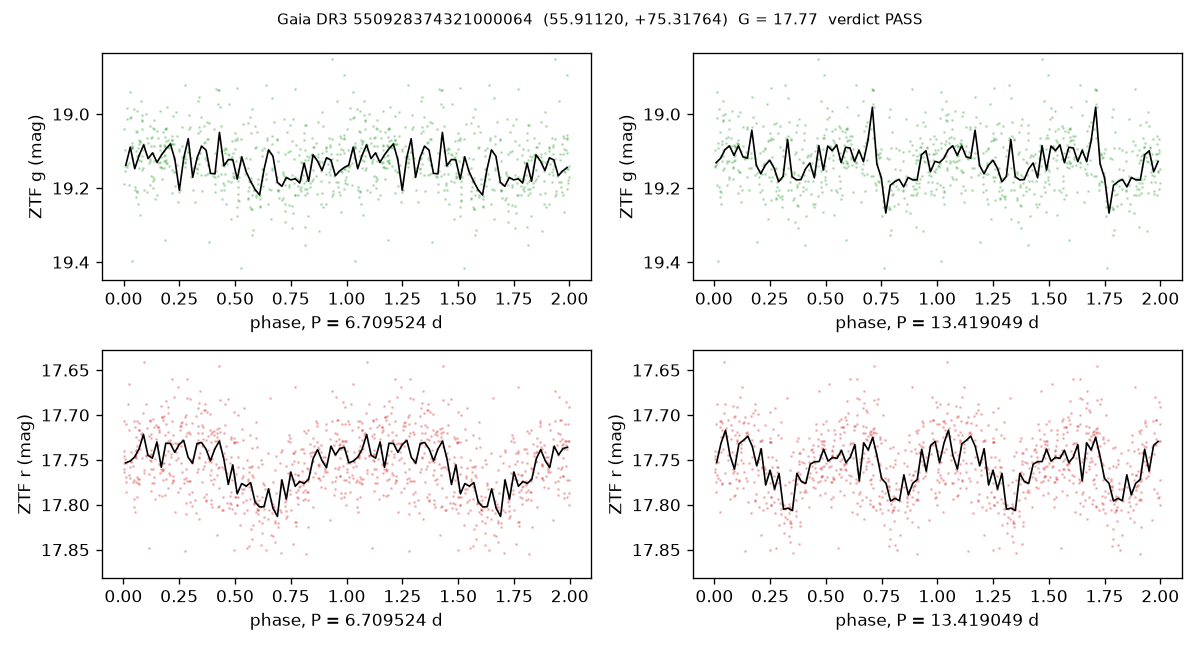 Gaia DR3 550928374321000064 (55.91120, +75.31764) G = 17.77 verdict PASS
ZTF g (mag)
19.0
19.2
19.4
0.00 0.25 0.50 0.75 1.00 1.25 1.50 1.75 2.00
phase, P = 6.709524 d
ZTF g (mag)
19.0
19.2
19.4
0.00 0.25 0.50 0.75 1.00 1.25 1.50 1.75 2.00
phase, P = 13.419049 d
ZTF r (mag)
17.65
17.70
17.75
17.80
17.85
0.00 0.25 0.50 0.75 1.00 1.25 1.50 1.75 2.00
phase, P = 6.709524 d
ZTF r (mag)
17.65
17.70
17.75
17.80
17.85
0.00 0.25 0.50 0.75 1.00 1.25 1.50 1.75 2.00
phase, P = 13.419049 d